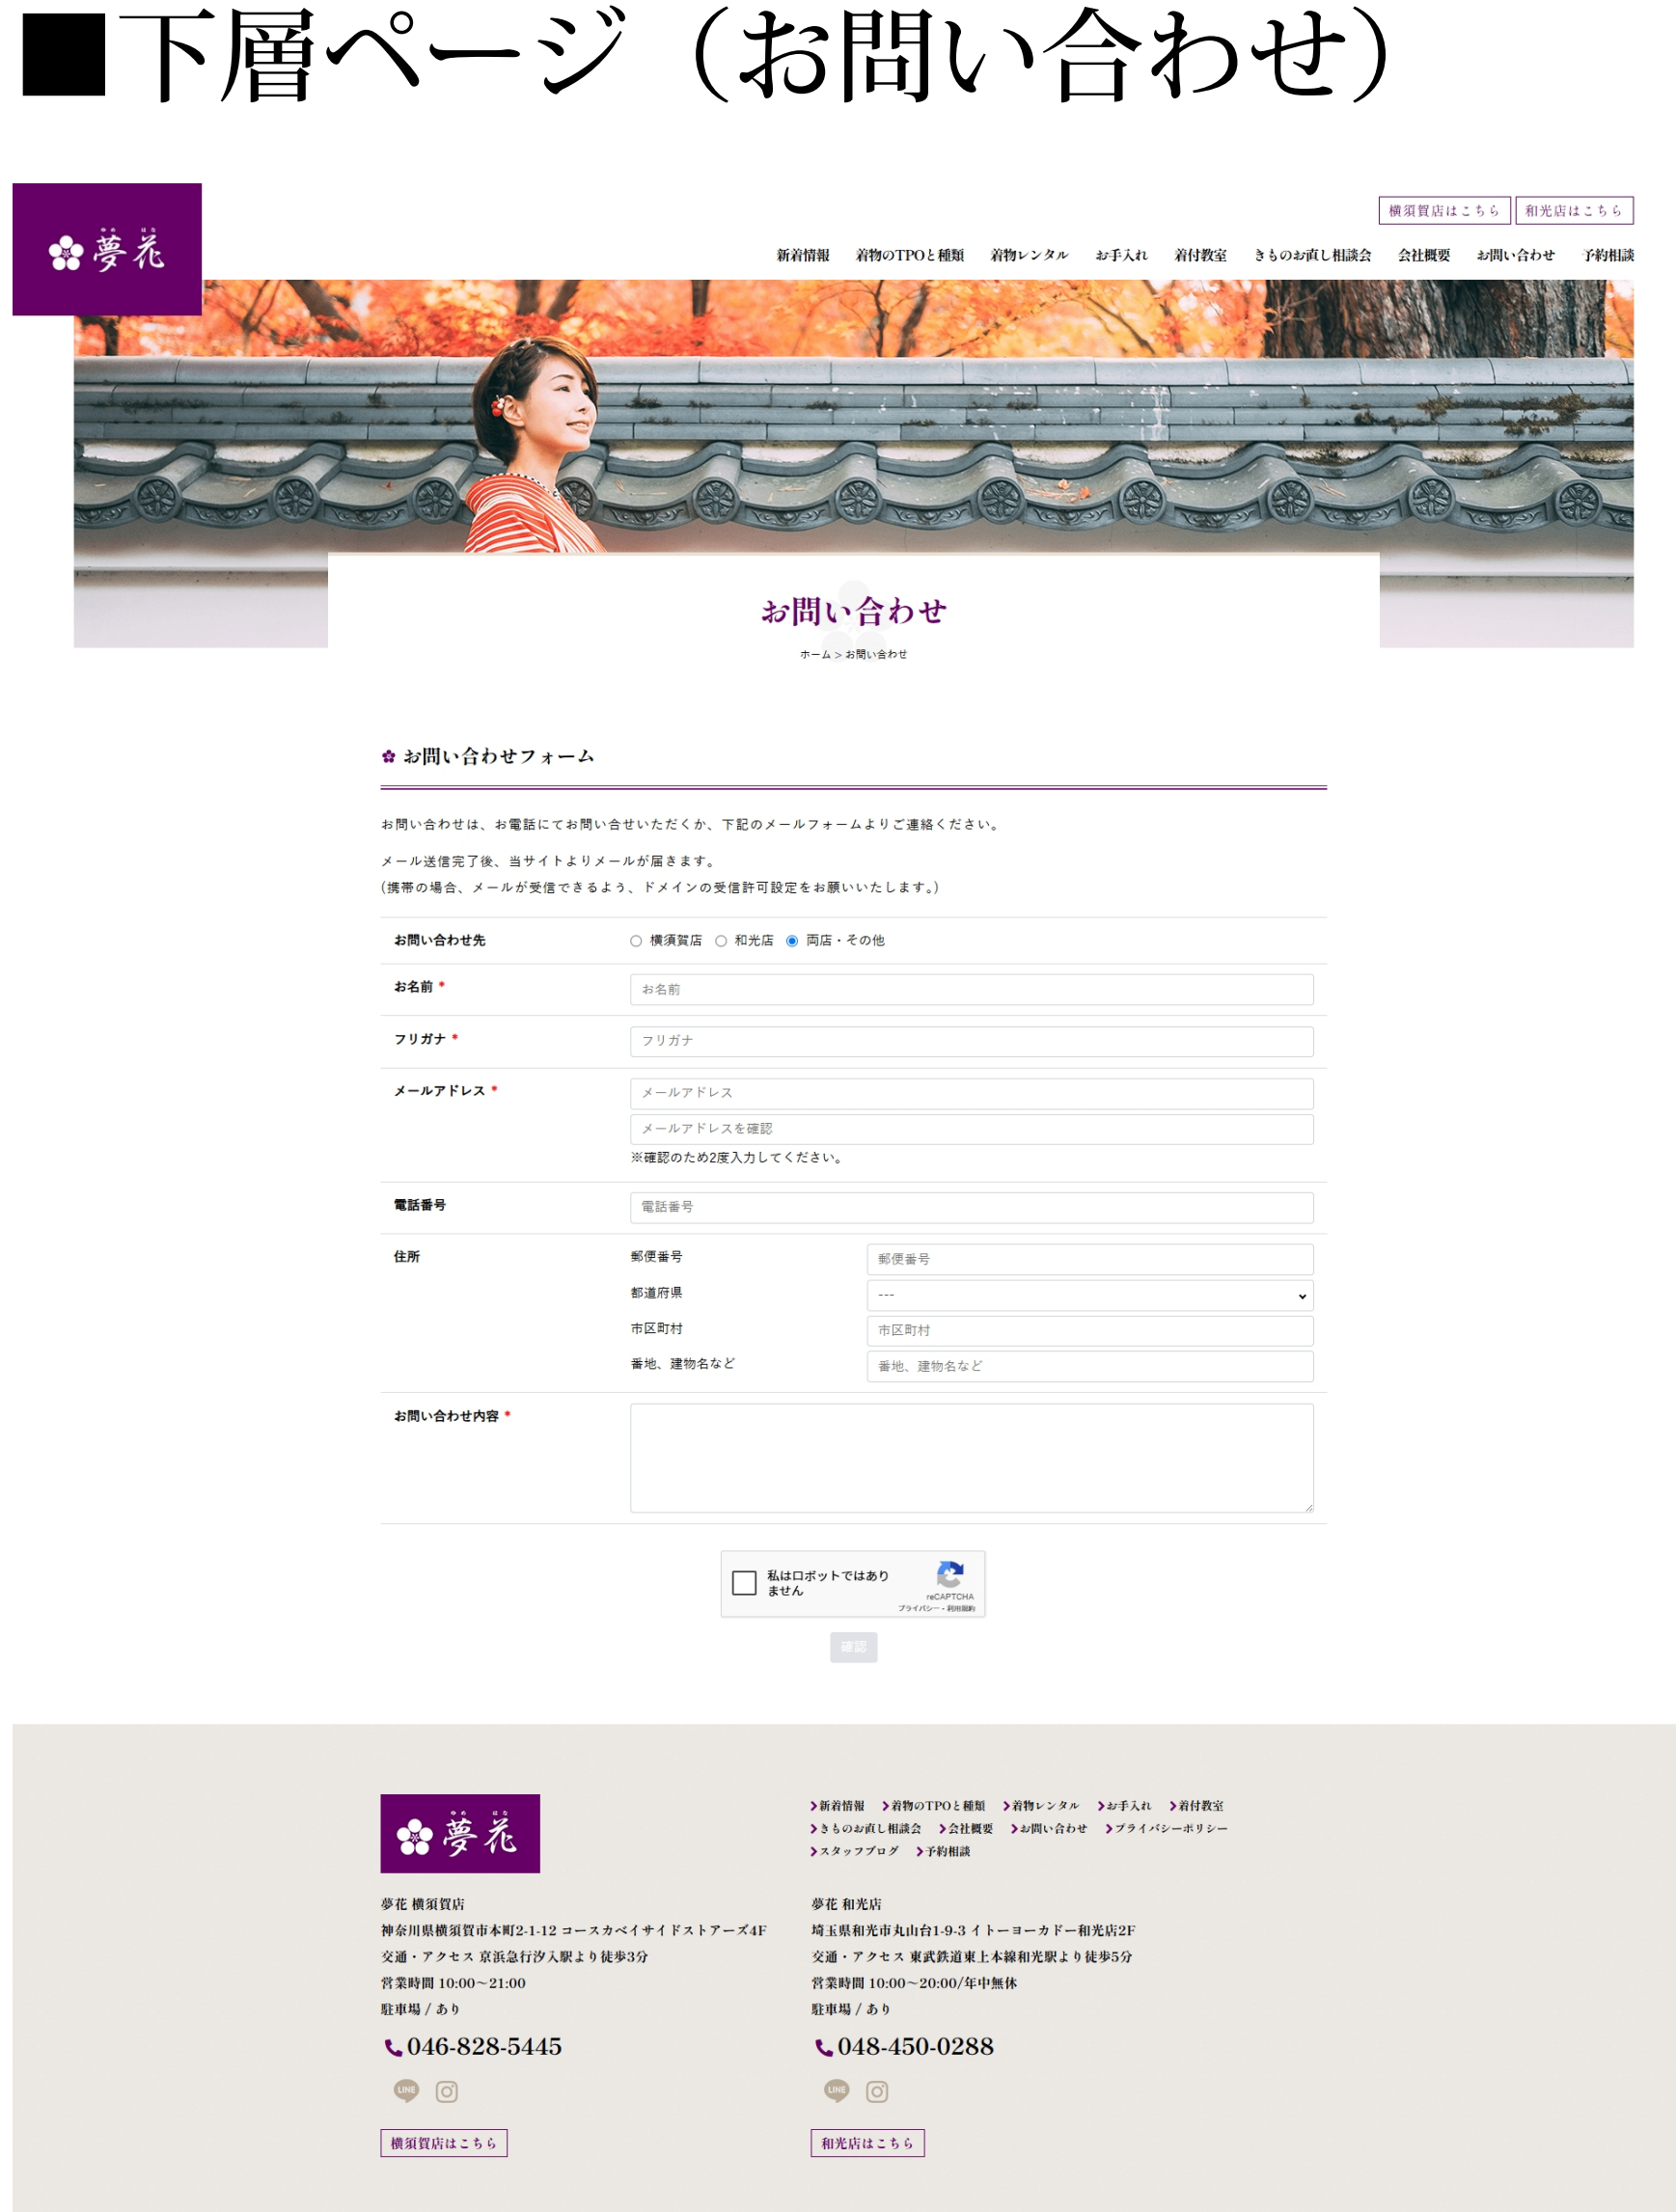 ■下層ページ（お問い合わせ）
ゆめ はな
夢花
横須賀店はこちら 和光店はこちら
新着情報 着物のTPOと種類 着物レンタル お手入れ 着付教室 きものお直し相談会 会社概要 お問い合わせ 予約相談
お問い合わせ
ホーム > お問い合わせ
お問い合わせフォーム
お問い合わせは、お電話にてお問い合せいただくか、下記のメールフォームよりご連絡ください。
メール送信完了後、当サイトよりメールが届きます。
(携帯の場合、メールが受信できるよう、ドメインの受信許可設定をお願いいたします。)
お問い合わせ先 横須賀店 和光店 両店・その他
お名前 * お名前
フリガナ * フリガナ
メールアドレス * メールアドレス
メールアドレスを確認
※確認のため2度入力してください。
電話番号 電話番号
住所 郵便番号 郵便番号
都道府県 ---
市区町村 市区町村
番地、建物名など 番地、建物名など
お問い合わせ内容 *
私はロボットではあり
ません
reCAPTCHA
プライバシー - 利用規約
確認
ゆめ はな
夢花
新着情報 着物のTPOと種類 着物レンタル お手入れ 着付教室
きものお直し相談会 会社概要 お問い合わせ プライバシーポリシー
スタッフブログ 予約相談
夢花 横須賀店
神奈川県横須賀市本町2-1-12 コースカベイサイドストアーズ4F
交通・アクセス 京浜急行汐入駅より徒歩3分
営業時間 10:00～21:00
駐車場 / あり
046-828-5445
LINE
横須賀店はこちら
夢花 和光店
埼玉県和光市丸山台1-9-3 イトーヨーカドー和光店2F
交通・アクセス 東武鉄道東上本線和光駅より徒歩5分
営業時間 10:00～20:00/年中無休
駐車場 / あり
048-450-0288
LINE
和光店はこちら